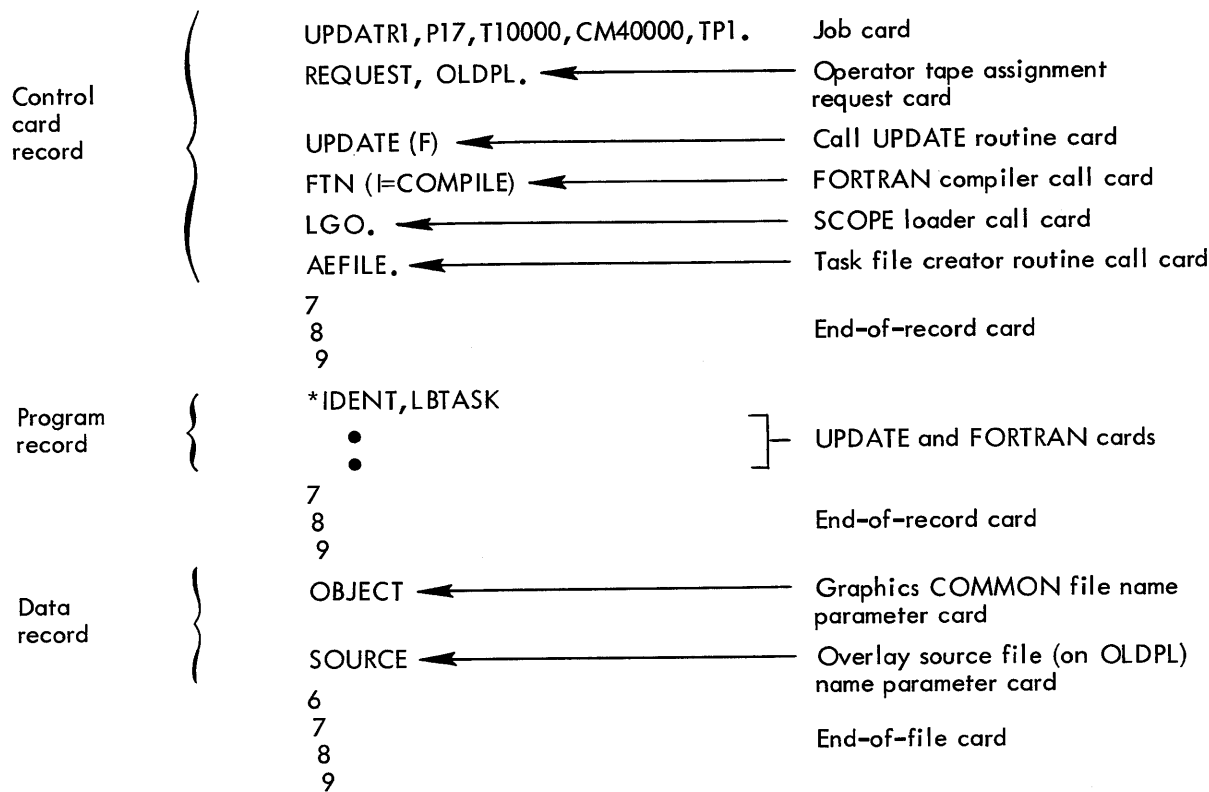 UPDATR1, P17, T10000, CM40000, TP1. Job card
REQUEST, OLDPL. Operator tape assignment
request card
Control
card
record
UPDATE (F) Call UPDATE routine card
FTN (I=COMPILE) FORTRAN compiler call card
LGO. SCOPE loader call card
AEFILE. Task file creator routine call card
7
8 End-of-record card
9
*IDENT, LBTASK
Program
record
UPDATE and FORTRAN cards
7
8 End-of-record card
9
Data
record
OBJECT Graphics COMMON file name
parameter card
SOURCE Overlay source file (on OLDPL)
name parameter card
6
7
8 End-of-file card
9